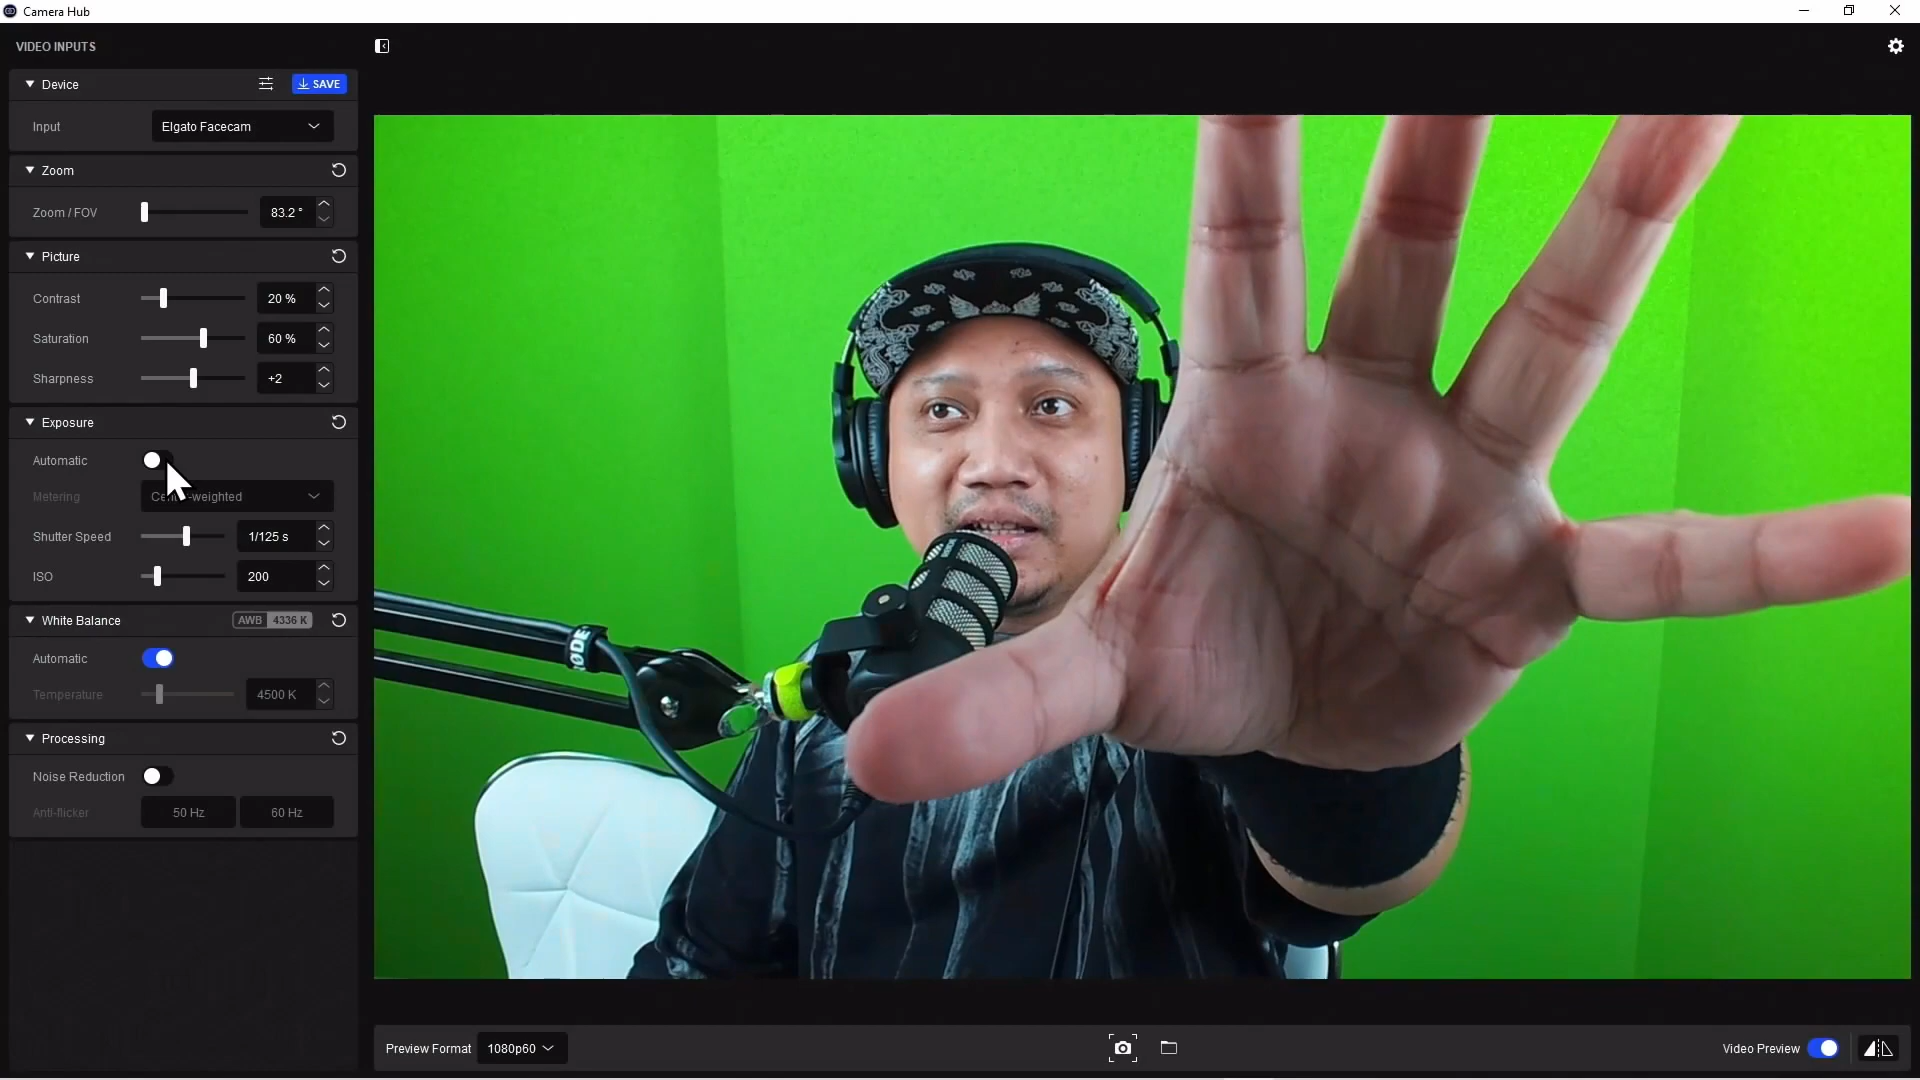 Camera Hub
VIDEO INPUTS
Device
SAVE
Input
Elgato Facecam
Zoom
Zoom / FOV
83.2 °
Picture
Contrast
20 %
Saturation
60 %
Sharpness
+2
Exposure
Automatic
Metering
-weighted
Shutter Speed
1/125 s
ISO
200
White Balance
AWB
4336 K
Automatic
Temperature
4500 K
Processing
Noise Reduction
Anti-flicker
50 Hz
60 Hz
Preview Format
1080p60
Video Preview